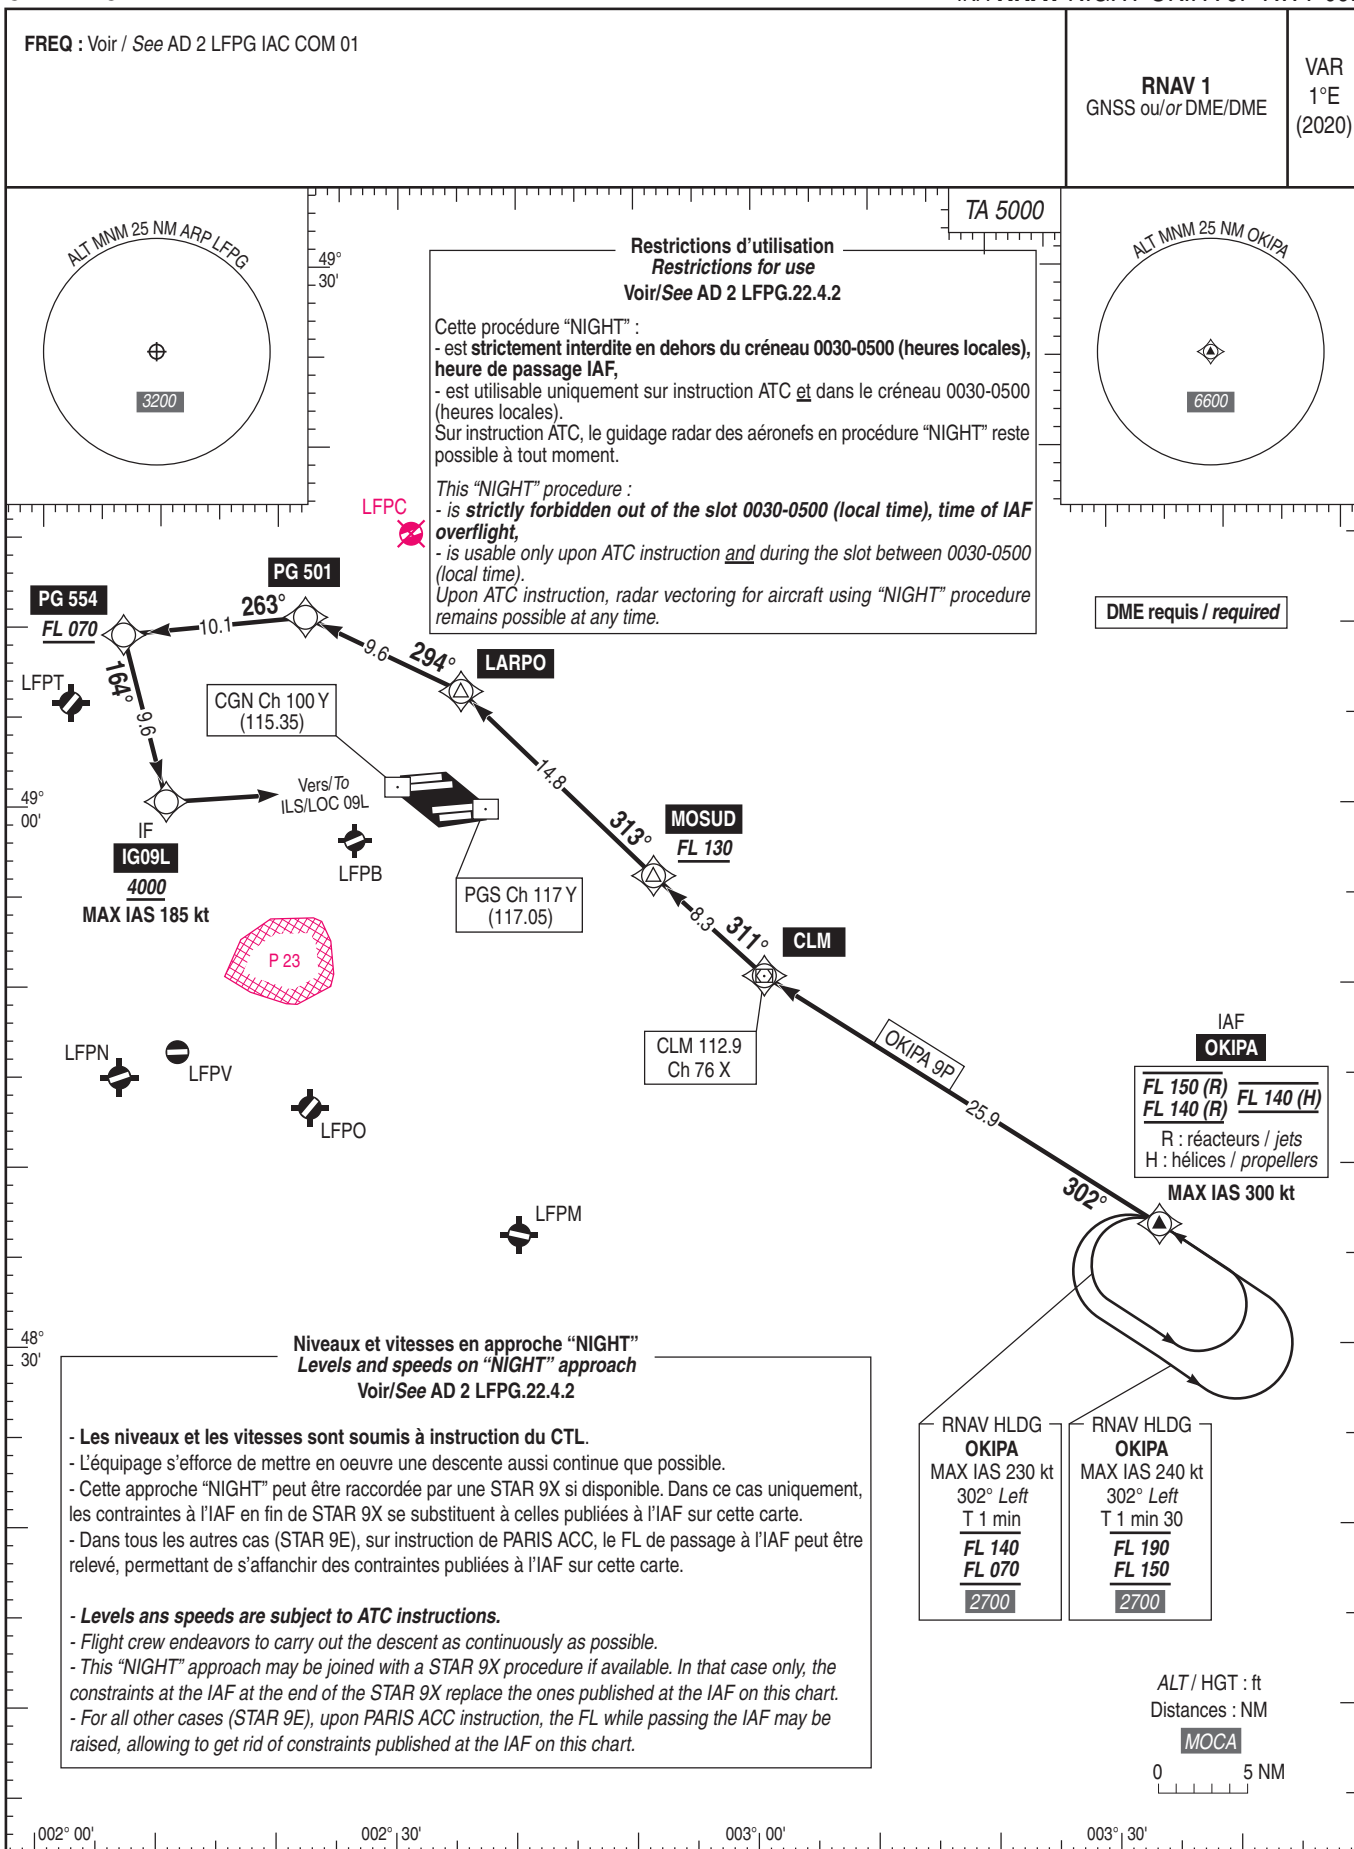 FREQ : Voir / See AD 2 LFPG IAC COM 01
RNAV 1
GNSS ou/or DME/DME
VAR
1°E
(2020)
ALT MNM 25 NM ARP LFPG
3200
49°
30'
TA 5000
ALT MNM 25 NM OKIPA
6600
Restrictions d'utilisation
Restrictions for use
Voir/See AD 2 LFPG.22.4.2
Cette procédure “NIGHT” :
- est strictement interdite en dehors du créneau 0030-0500 (heures locales),
heure de passage IAF,
- est utilisable uniquement sur instruction ATC et dans le créneau 0030-0500
(heures locales).
Sur instruction ATC, le guidage radar des aéronefs en procédure “NIGHT” reste
possible à tout moment.
This “NIGHT” procedure :
- is strictly forbidden out of the slot 0030-0500 (local time), time of IAF
overflight,
- is usable only upon ATC instruction and during the slot between 0030-0500
(local time).
Upon ATC instruction, radar vectoring for aircraft using “NIGHT” procedure
remains possible at any time.
LFPC
DME requis / required
PG 501
PG 554
FL 070
263°
10.1
9.6
294°
LARPO
LFPT
164°
9.6
CGN Ch 100 Y
(115.35)
14.8
Vers/To
ILS/LOC 09L
49°
00'
IF
IG09L
4000
MAX IAS 185 kt
LFPB
313°
MOSUD
FL 130
PGS Ch 117 Y
(117.05)
8.3
311°
CLM
P 23
CLM 112.9
Ch 76 X
OKIPA 9P
25.9
IAF
OKIPA
FL 150 (R)
FL 140 (R)
FL 140 (H)
R : réacteurs / jets
H : hélices / propellers
MAX IAS 300 kt
302°
LFPN
LFPV
LFPO
LFPM
48°
30'
Niveaux et vitesses en approche “NIGHT”
Levels and speeds on “NIGHT” approach
Voir/See AD 2 LFPG.22.4.2
- Les niveaux et les vitesses sont soumis à instruction du CTL.
- L'équipage s'efforce de mettre en oeuvre une descente aussi continue que possible.
- Cette approche “NIGHT” peut être raccordée par une STAR 9X si disponible. Dans ce cas uniquement,
les contraintes à l'IAF en fin de STAR 9X se substituent à celles publiées à l'IAF sur cette carte.
- Dans tous les autres cas (STAR 9E), sur instruction de PARIS ACC, le FL de passage à l'IAF peut être
relevé, permettant de s'affanchir des contraintes publiées à l'IAF sur cette carte.
- Levels ans speeds are subject to ATC instructions.
- Flight crew endeavors to carry out the descent as continuously as possible.
- This “NIGHT” approach may be joined with a STAR 9X procedure if available. In that case only, the
constraints at the IAF at the end of the STAR 9X replace the ones published at the IAF on this chart.
- For all other cases (STAR 9E), upon PARIS ACC instruction, the FL while passing the IAF may be
raised, allowing to get rid of constraints published at the IAF on this chart.
RNAV HLDG
OKIPA
MAX IAS 230 kt
302° Left
T 1 min
FL 140
FL 070
2700
RNAV HLDG
OKIPA
MAX IAS 240 kt
302° Left
T 1 min 30
FL 190
FL 150
2700
ALT / HGT : ft
Distances : NM
MOCA
0 5 NM
002° 00'
002° 30'
003° 00'
003° 30'